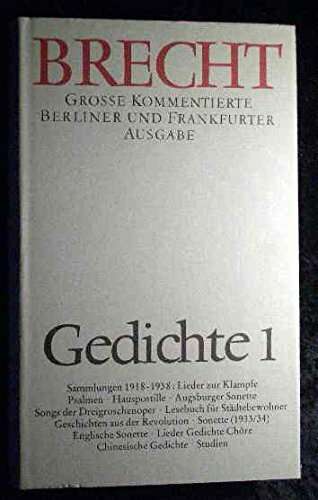 BRECHT
GROSSE KOMMENTIERTE
BERLINER UND FRANKFURTER
AUSGABE
Gedichte 1
Sammlungen 1918-1938: Lieder zur Klampfe
Psalmen · Hauspostille · Augsburger Sonette
Songs der Dreigroschenoper · Lesebuch für Städtebewohner
Geschichten aus der Revolution · Sonette (1933/34)
Englische Sonette · Lieder Gedichte Chöre
Chinesische Gedichte · Studien